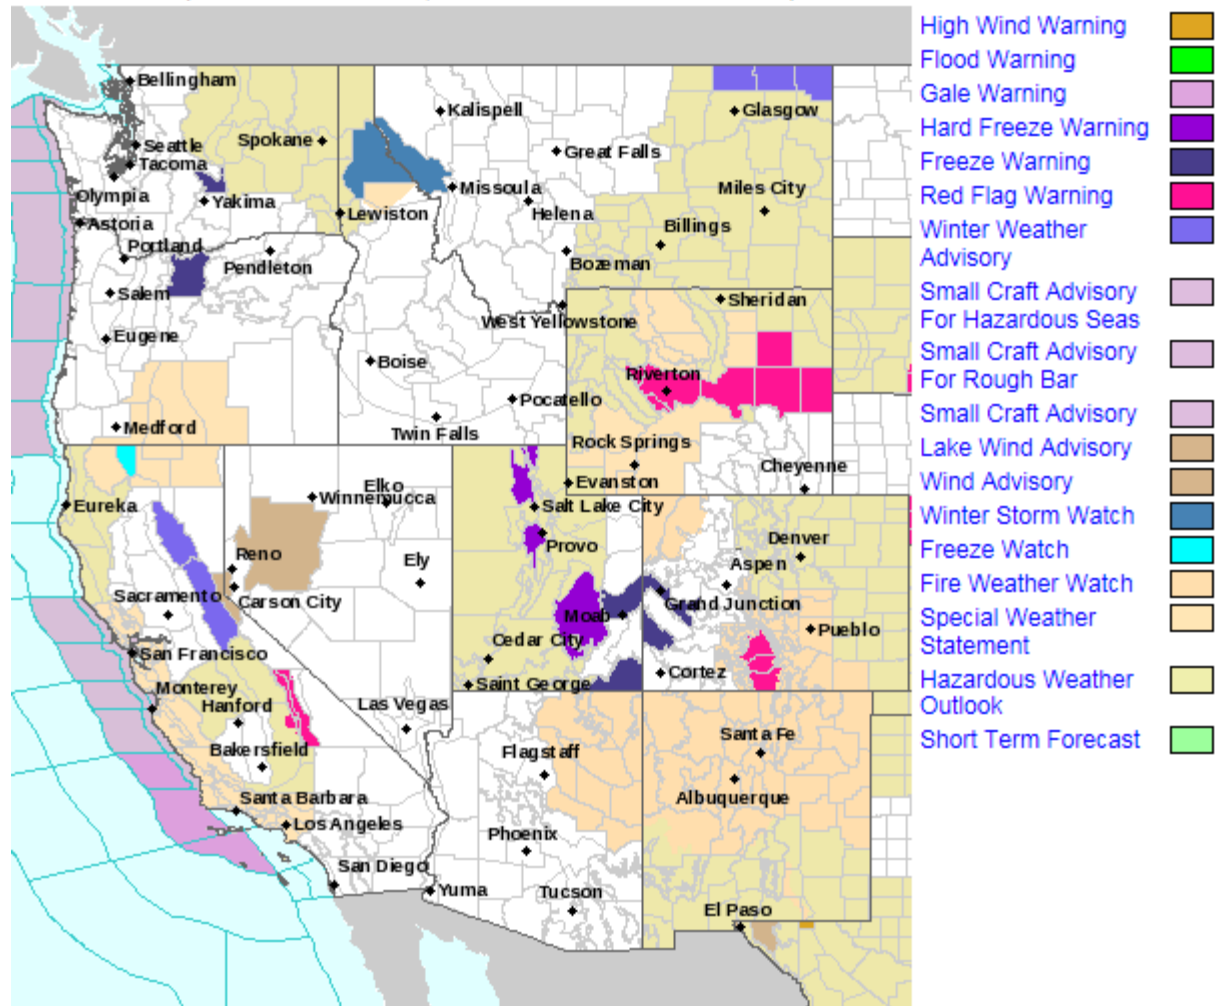 Bellingham
Kalispell
Glasgow
Seattle
Spokane
Great Falls
Tacoma
Olympia
Yakima
Missoula
Miles City
Astoria
Lewiston
Helena
Billings
Portland
Pendleton
Bozeman
Salem
Sheridan
Eugene
West Yellowstone
Boise
Riverton
Pocatello
Medford
Twin Falls
Rock Springs
Cheyenne
Eureka
Elko
Winnemucca
Evanston
Salt Lake City
Reno
Ely
Provo
Denver
Aspen
Sacramento
Carson City
Moab
Grand Junction
Cedar City
Pueblo
San Francisco
Saint George
Cortez
Monterey
Hanford
Las Vegas
Bakersfield
Flagstaff
Santa Fe
Santa Barbara
Albuquerque
Los Angeles
Phoenix
San Diego
Yuma
Tucson
El Paso
High Wind Warning
Flood Warning
Gale Warning
Hard Freeze Warning
Freeze Warning
Red Flag Warning
Winter Weather
Advisory
Small Craft Advisory
For Hazardous Seas
Small Craft Advisory
For Rough Bar
Small Craft Advisory
Lake Wind Advisory
Wind Advisory
Winter Storm Watch
Freeze Watch
Fire Weather Watch
Special Weather
Statement
Hazardous Weather
Outlook
Short Term Forecast